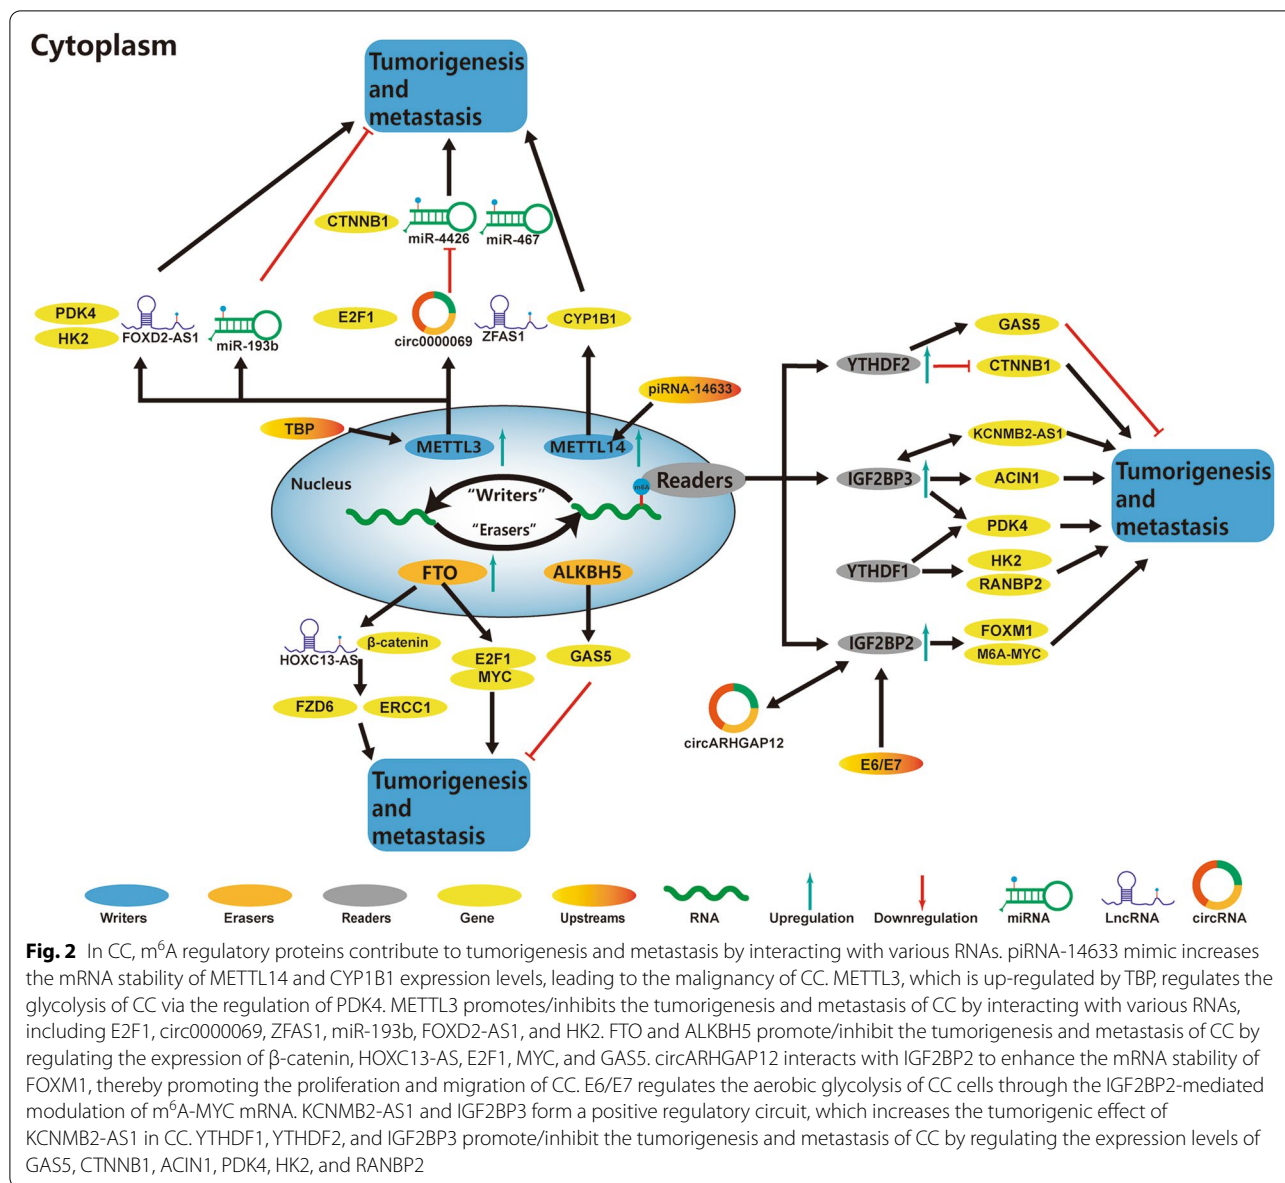 Cytoplasm
Tumorigenesis
and
metastasis
CTNNB1
miR-4426
miR-467
PDK4
HK2
FOXD2-AS1
miR-193b
E2F1
circ0000069
ZFAS1
CYP1B1
TBP
piRNA-14633
METTL3
METTL14
Nucleus
m6A
Readers
"Writers"
"Erasers"
FTO
ALKBH5
HOXC13-AS
β-catenin
E2F1
MYC
GAS5
FZD6
ERCC1
Tumorigenesis
and
metastasis
YTHDF2
GAS5
CTNNB1
KCNMB2-AS1
IGF2BP3
ACIN1
PDK4
YTHDF1
HK2
RANBP2
IGF2BP2
FOXM1
M6A-MYC
circARHGAP12
E6/E7
Tumorigenesis
and
metastasis
Writers
Erasers
Readers
Gene
Upstreams
RNA
Upregulation
Downregulation
miRNA
LncRNA
circRNA
Fig. 2 In CC, m⁶A regulatory proteins contribute to tumorigenesis and metastasis by interacting with various RNAs. piRNA-14633 mimic increases
the mRNA stability of METTL14 and CYP1B1 expression levels, leading to the malignancy of CC. METTL3, which is up-regulated by TBP, regulates the
glycolysis of CC via the regulation of PDK4. METTL3 promotes/inhibits the tumorigenesis and metastasis of CC by interacting with various RNAs,
including E2F1, circ0000069, ZFAS1, miR-193b, FOXD2-AS1, and HK2. FTO and ALKBH5 promote/inhibit the tumorigenesis and metastasis of CC by
regulating the expression of β-catenin, HOXC13-AS, E2F1, MYC, and GAS5. circARHGAP12 interacts with IGF2BP2 to enhance the mRNA stability of
FOXM1, thereby promoting the proliferation and migration of CC. E6/E7 regulates the aerobic glycolysis of CC cells through the IGF2BP2-mediated
modulation of m⁶A-MYC mRNA. KCNMB2-AS1 and IGF2BP3 form a positive regulatory circuit, which increases the tumorigenic effect of
KCNMB2-AS1 in CC. YTHDF1, YTHDF2, and IGF2BP3 promote/inhibit the tumorigenesis and metastasis of CC by regulating the expression levels of
GAS5, CTNNB1, ACIN1, PDK4, HK2, and RANBP2